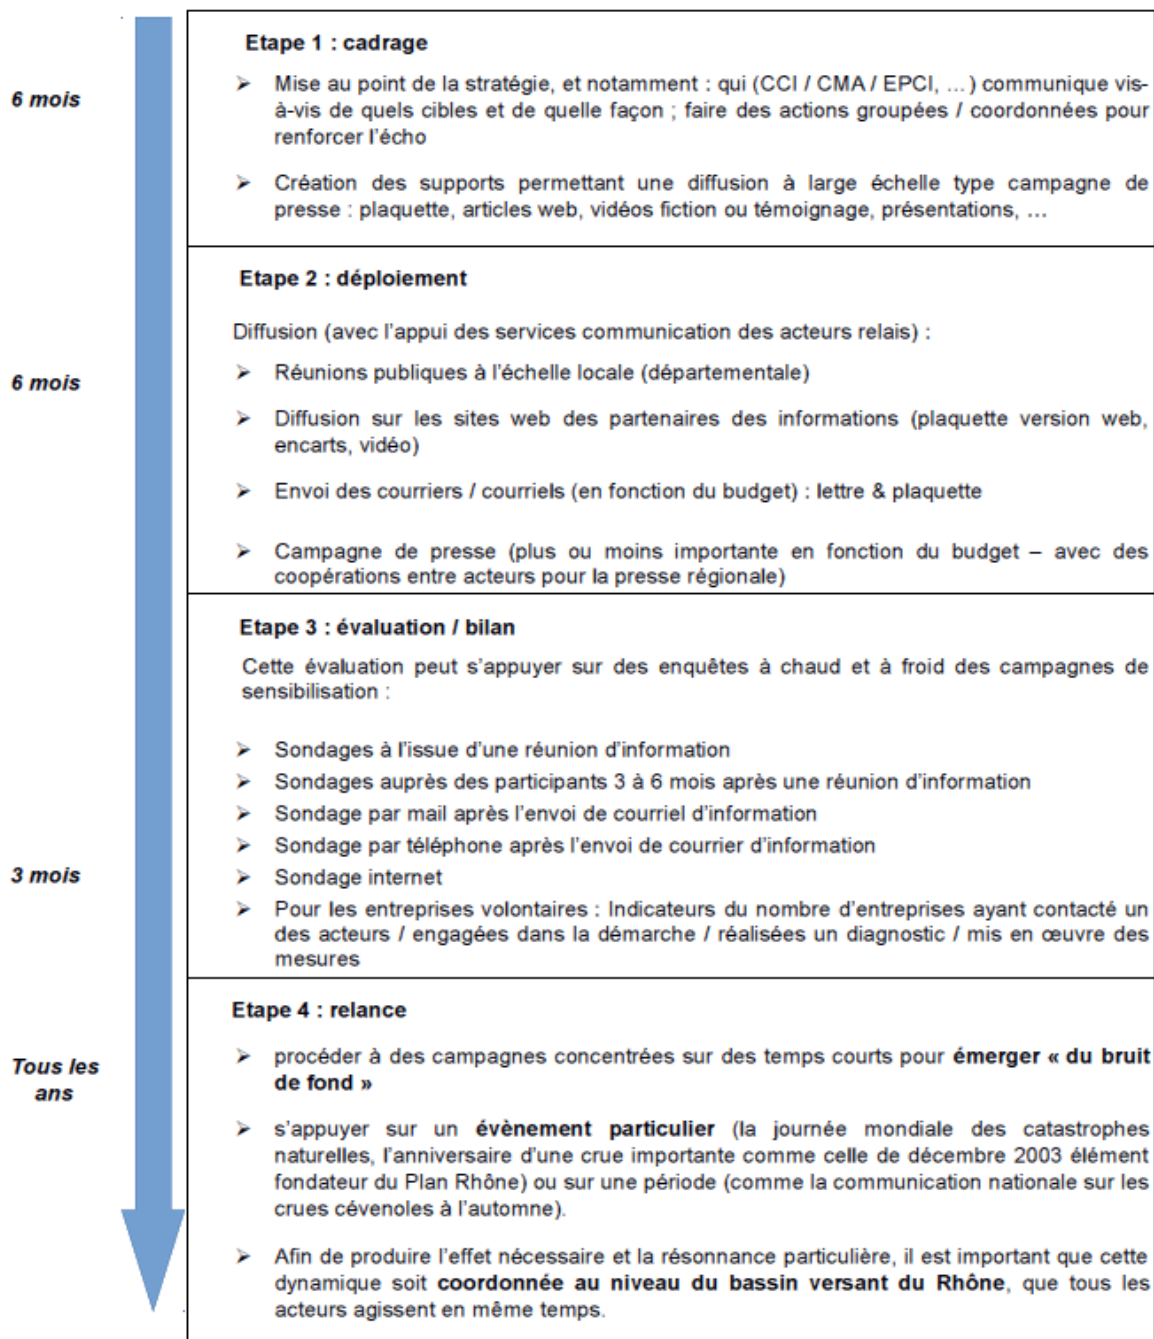 Etape 1 : cadrage
6 mois
➢ Mise au point de la stratégie, et notamment : qui (CCI / CMA / EPCI, ...) communique vis-
à-vis de quels cibles et de quelle façon ; faire des actions groupées / coordonnées pour
renforcer l'écho
➢ Création des supports permettant une diffusion à large échelle type campagne de
presse : plaquette, articles web, vidéos fiction ou témoignage, présentations, ...
Etape 2 : déploiement
Diffusion (avec l'appui des services communication des acteurs relais) :
6 mois
➢ Réunions publiques à l'échelle locale (départementale)
➢ Diffusion sur les sites web des partenaires des informations (plaquette version web,
encarts, vidéo)
➢ Envoi des courriers / courriels (en fonction du budget) : lettre & plaquette
➢ Campagne de presse (plus ou moins importante en fonction du budget – avec des
coopérations entre acteurs pour la presse régionale)
Etape 3 : évaluation / bilan
Cette évaluation peut s'appuyer sur des enquêtes à chaud et à froid des campagnes de
sensibilisation :
➢ Sondages à l'issue d'une réunion d'information
➢ Sondages auprès des participants 3 à 6 mois après une réunion d'information
➢ Sondage par mail après l'envoi de courriel d'information
➢ Sondage par téléphone après l'envoi de courrier d'information
3 mois
➢ Sondage internet
➢ Pour les entreprises volontaires : Indicateurs du nombre d'entreprises ayant contacté un
des acteurs / engagées dans la démarche / réalisées un diagnostic / mis en œuvre des
mesures
Etape 4 : relance
Tous les
ans
➢ procéder à des campagnes concentrées sur des temps courts pour émerger « du bruit
de fond »
➢ s'appuyer sur un évènement particulier (la journée mondiale des catastrophes
naturelles, l'anniversaire d'une crue importante comme celle de décembre 2003 élément
fondateur du Plan Rhône) ou sur une période (comme la communication nationale sur les
crues cévenoles à l'automne).
➢ Afin de produire l'effet nécessaire et la résonnance particulière, il est important que cette
dynamique soit coordonnée au niveau du bassin versant du Rhône, que tous les
acteurs agissent en même temps.